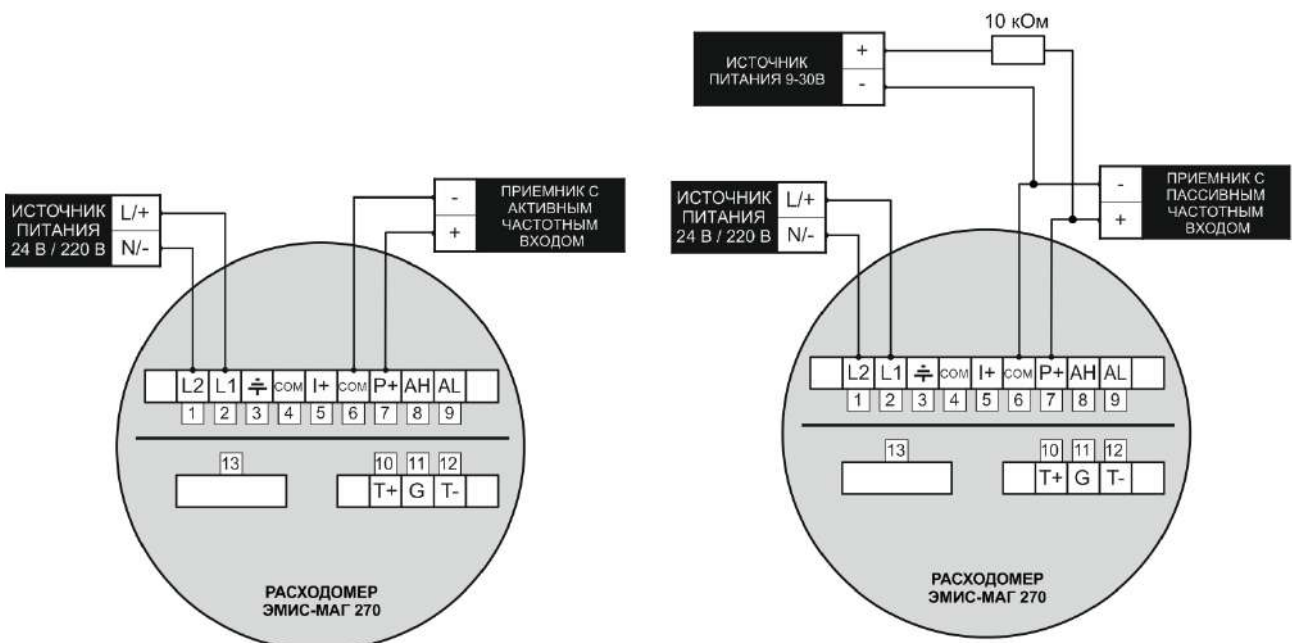 10 кОм
ИСТОЧНИК
ПИТАНИЯ 9-30В
+
-
ИСТОЧНИК
ПИТАНИЯ
24 В / 220 В
L/+
N/-
-
+
ПРИЕМНИК С
АКТИВНЫМ
ЧАСТОТНЫМ
ВХОДОМ
L2 L1 COM I+ COM P+ AH AL
1 2 3 4 5 6 7 8 9
13
10 11 12
T+ G T-
РАСХОДОМЕР
ЭМИС-МАГ 270
ИСТОЧНИК
ПИТАНИЯ
24 В / 220 В
L/+
N/-
-
+
ПРИЕМНИК С
ПАССИВНЫМ
ЧАСТОТНЫМ
ВХОДОМ
L2 L1 COM I+ COM P+ AH AL
1 2 3 4 5 6 7 8 9
13
10 11 12
T+ G T-
РАСХОДОМЕР
ЭМИС-МАГ 270